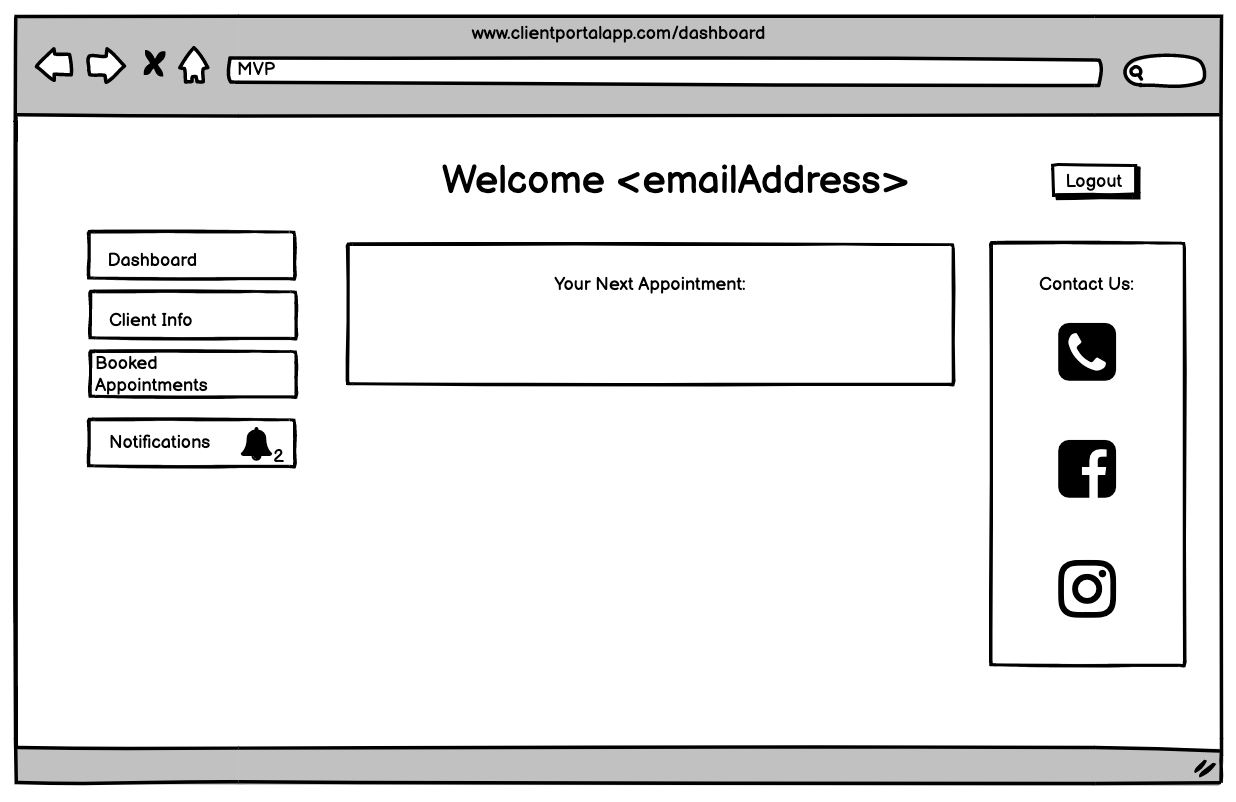 www.clientportalapp.com/dashboard
MVP
Welcome <emailAddress>
Logout
Dashboard
Client Info
Booked
Appointments
Notifications
2
Your Next Appointment:
Contact Us: